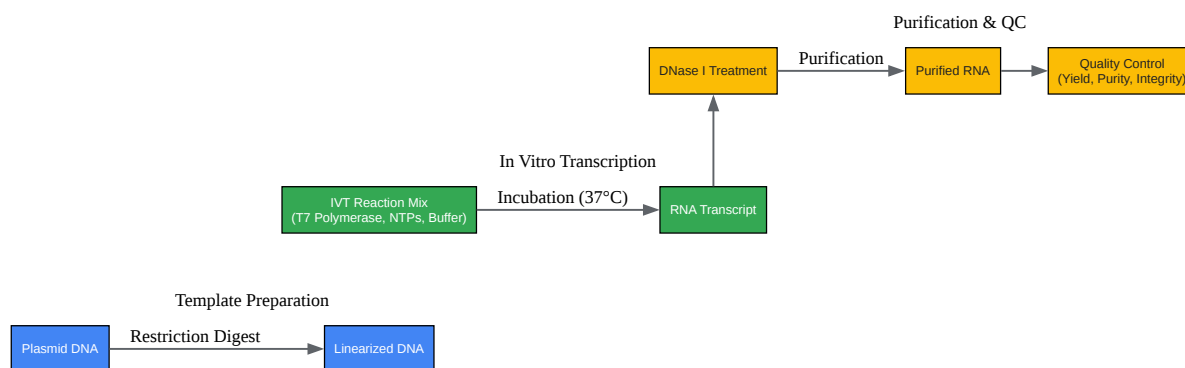 Purification & QC
DNase I Treatment
Purification
Purified RNA
Quality Control
(Yield, Purity, Integrity)
In Vitro Transcription
IVT Reaction Mix
(T7 Polymerase, NTPs, Buffer)
Incubation (37°C)
RNA Transcript
Template Preparation
Plasmid DNA
Restriction Digest
Linearized DNA